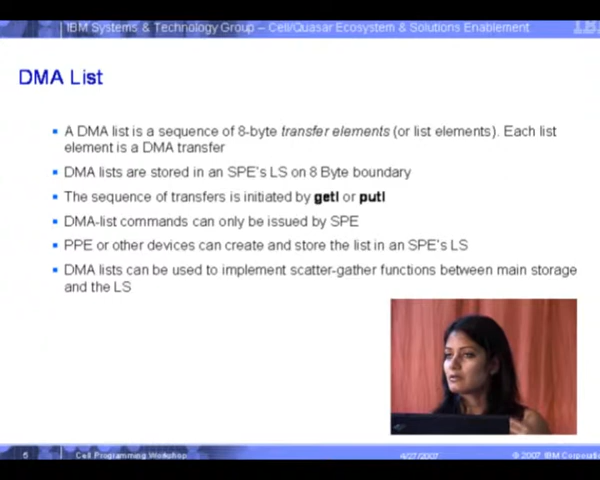 IBM Systems & Technology Group – Cell/Quasar Ecosystem & Solutions Enablement
DMA List
A DMA list is a sequence of 8-byte transfer elements (or list elements). Each list
element is a DMA transfer
DMA lists are stored in an SPE's LS on 8 Byte boundary
The sequence of transfers is initiated by getl or putl
DMA-list commands can only be issued by SPE
PPE or other devices can create and store the list in an SPE's LS
DMA lists can be used to implement scatter-gather functions between main storage
and the LS
Cell Programming Workshop
4/27/2007
© 2007 IBM Corporatio